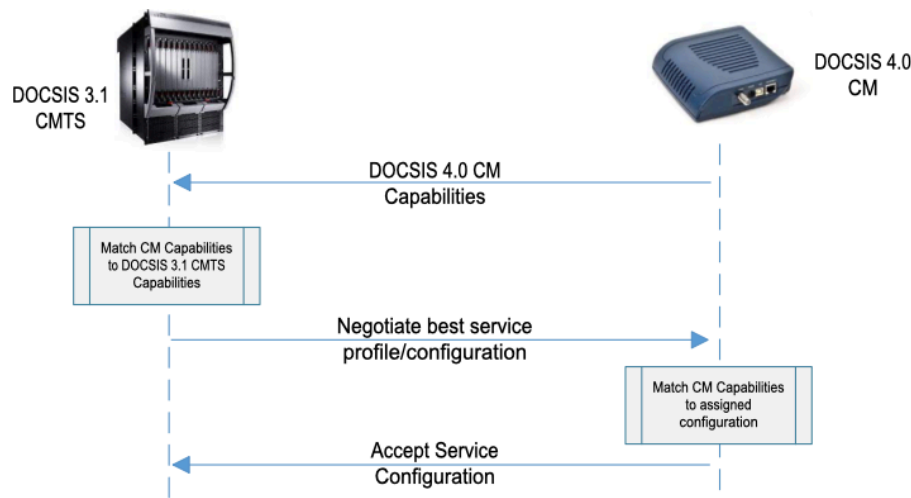 DOCSIS 3.1
CMTS
DOCSIS 4.0
CM
DOCSIS 4.0 CM
Capabilities
Match CM Capabilities
to DOCSIS 3.1 CMTS
Capabilities
Negotiate best service
profile/configuration
Match CM Capabilities
to assigned
configuration
Accept Service
Configuration